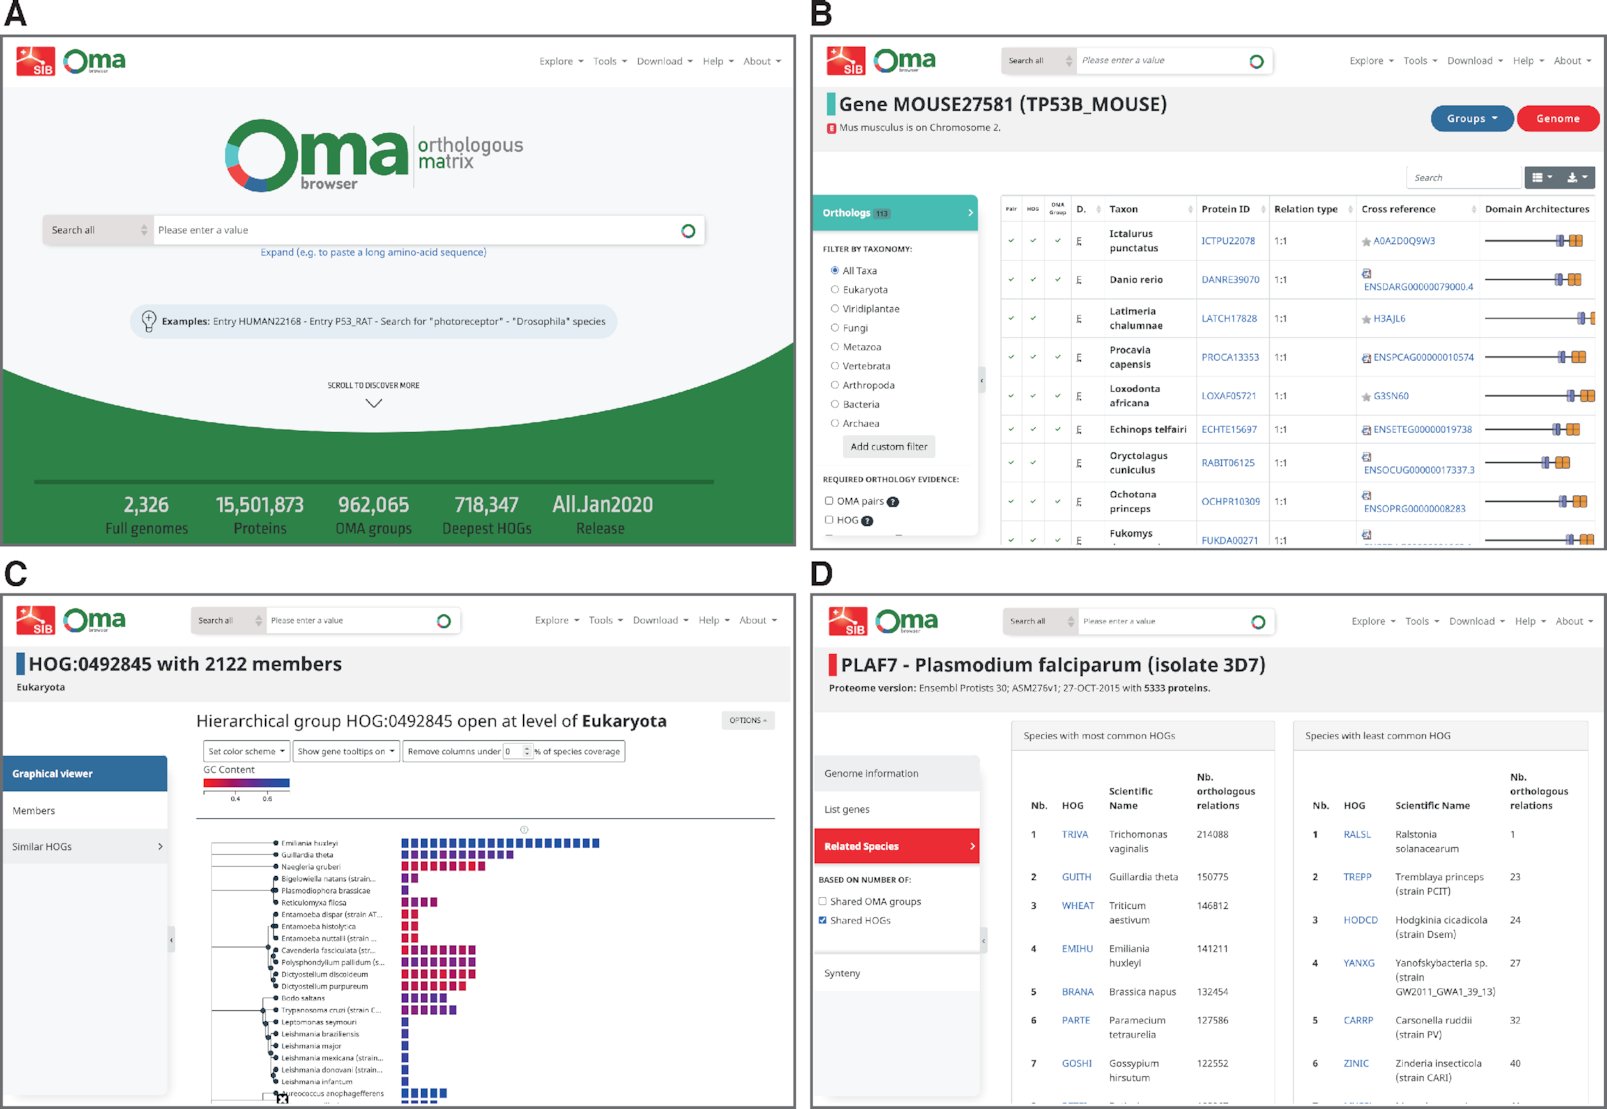 A
SIB Oma browser
Explore Tools Download Help About
Oma browser
orthologous
matrix
Search all Please enter a value
Expand (e.g. to paste a long amino-acid sequence)
Examples: Entry HUMAN22168 - Entry P53_RAT - Search for "photoreceptor" - "Drosophila" species
SCROLL TO DISCOVER MORE
2,326 15,501,873 962,065 718,347 All.Jan2020
Full genomes Proteins OMA groups Deepest HOGs Release
B
SIB Oma browser
Search all Please enter a value
Explore Tools Download Help About
Gene MOUSE27581 (TP53B_MOUSE)
E Mus musculus is on Chromosome 2.
Groups Genome
Search
Orthologs 113
FILTER BY TAXONOMY:
All Taxa
Eukaryota
Viridiplantae
Fungi
Metazoa
Vertebrata
Arthropoda
Bacteria
Archaea
Add custom filter
REQUIRED ORTHOLOGY EVIDENCE:
OMA pairs ?
HOG ?
Pair HOG OMA Group D. Taxon Protein ID Relation type Cross reference Domain Architectures
E Ictalurus punctatus ICTPU22078 1:1 A0A2D0Q9W3
E Danio rerio DANRE39070 1:1 ENSDARG00000079000.4
E Latimeria chalumnae LATCH17828 1:1 H3AJL6
E Procavia capensis PROCA13353 1:1 ENSPCAG00000010574
E Loxodonta africana LOXAF05721 1:1 G3SN60
E Echinops telfairi ECHTE15697 1:1 ENSETEG00000019738
E Oryctolagus cuniculus RABIT06125 1:1 ENSOCUG00000017337.3
E Ochotona princeps OCHPR10309 1:1 ENSOPRG00000008283
E Fukomys FUKDA00271 1:1
C
SIB Oma browser
Search all Please enter a value
Explore Tools Download Help About
HOG:0492845 with 2122 members
Eukaryota
Graphical viewer
Members
Similar HOGs
Hierarchical group HOG:0492845 open at level of Eukaryota
OPTIONS
Set color scheme Show gene tooltips on Remove columns under 0 % of species coverage
GC Content
0.4 0.6
Emiliania huxleyi
Guillardia theta
Naegleria gruberi
Bigelowiella natans (strain...
Plasmodiophora brassicae
Reticulomyxa filosa
Entamoeba dispar (strain AT...
Entamoeba histolytica
Entamoeba nuttalli (strain ...
Cavenderia fasciculata (str...
Polysphondylium pallidum (s...
Dictyostelium discoideum
Dictyostelium purpureum
Bodo saltans
Trypanosoma cruzi (strain C...
Leptomonas seymouri
Leishmania braziliensis
Leishmania major
Leishmania mexicana (strain...
Leishmania donovani (strain...
Leishmania infantum
ureococcus anophagefferens
D
SIB Oma browser
Search all Please enter a value
Explore Tools Download Help About
PLAF7 - Plasmodium falciparum (isolate 3D7)
Proteome version: Ensembl Protists 30; ASM276v1; 27-OCT-2015 with 5333 proteins.
Genome information
List genes
Related Species
BASED ON NUMBER OF:
Shared OMA groups
Shared HOGs
Synteny
Species with most common HOGs
Nb. HOG Scientific Name Nb. orthologous relations
1 TRIVA Trichomonas vaginalis 214088
2 GUITH Guillardia theta 150775
3 WHEAT Triticum aestivum 146812
4 EMIHU Emiliania huxleyi 141211
5 BRANA Brassica napus 132454
6 PARTE Paramecium tetraurelia 127586
7 GOSHI Gossypium hirsutum 122552
Species with least common HOG
Nb. HOG Scientific Name Nb. orthologous relations
1 RALSL Ralstonia solanacearum 1
2 TREPP Tremblaya princeps (strain PCIT) 23
3 HODCD Hodgkinia cicadicola (strain Dsem) 24
4 YANXG Yanofskybacteria sp. (strain GW2011_GWA1_39_13) 27
5 CARRP Carsonella ruddii (strain PV) 32
6 ZINIC Zinderia insecticola (strain CARI) 40